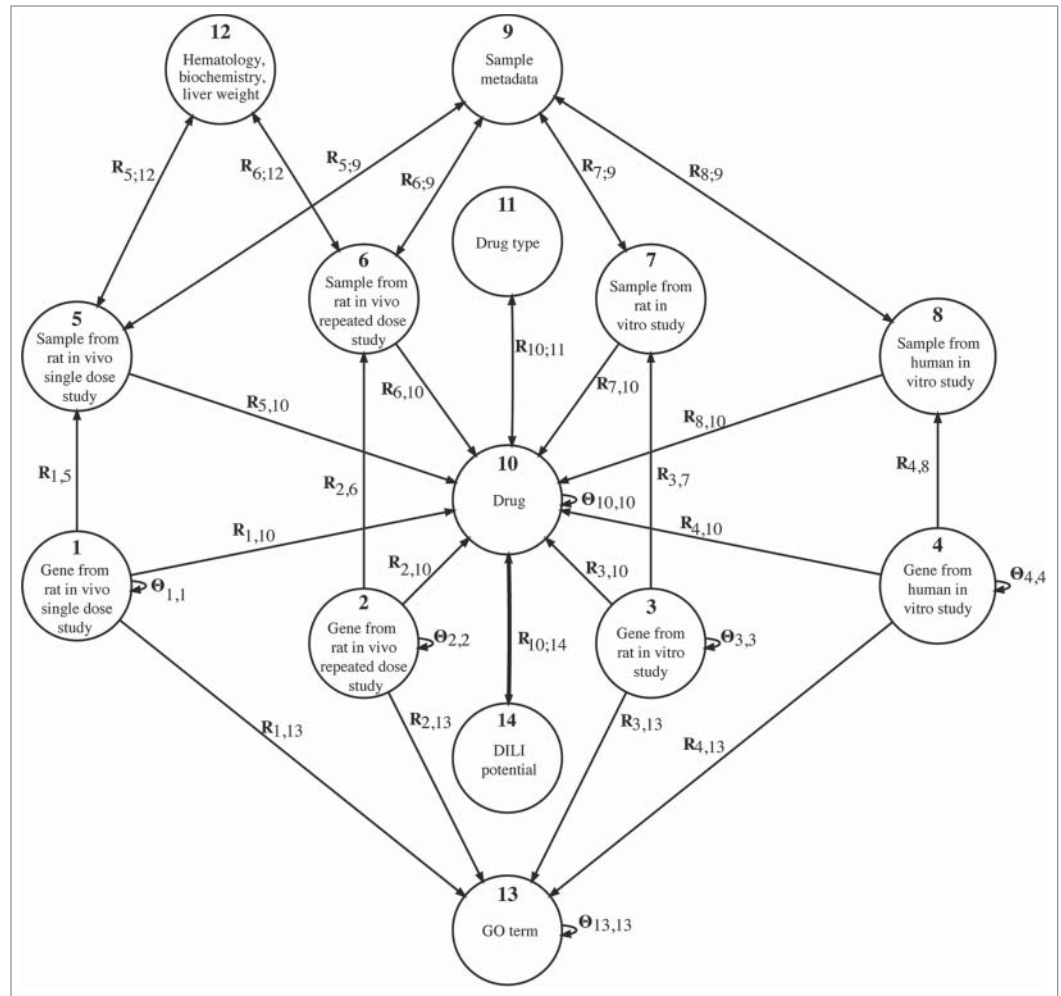 12
Hematology,
biochemistry,
liver weight
9
Sample
metadata
R5;12
R6;12
R5;9
R6;9
R7;9
R8;9
11
Drug type
6
Sample from
rat in vivo
repeated dose
study
7
Sample from
rat in
vitro study
5
Sample from
rat in vivo
single dose
study
8
Sample from
human in
vitro study
R10;11
R6,10
R7,10
R5,10
R8,10
R1,5
R2,6
R3,7
R4,8
10
Drug
Θ10,10
R1,10
R2,10
R3,10
R4,10
1
Gene from
rat in vivo
single dose
study
Θ1,1
2
Gene from
rat in vivo
repeated dose
study
Θ2,2
R10;14
3
Gene from
rat in vitro
study
Θ3,3
4
Gene from
human in
vitro study
Θ4,4
R1,13
R2,13
R3,13
R4,13
14
DILI
potential
13
GO term
Θ13,13